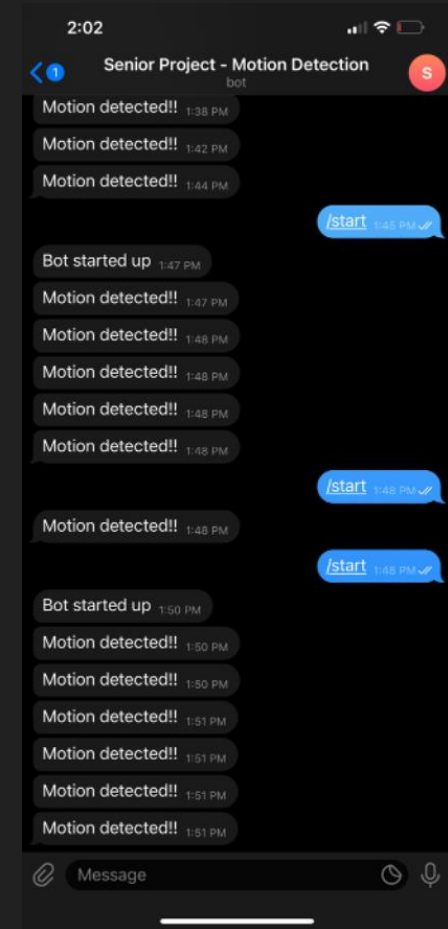 2:02
1
Senior Project - Motion Detection
bot
S
Motion detected!! 1:38 PM
Motion detected!! 1:42 PM
Motion detected!! 1:44 PM
/start 1:45 PM
Bot started up 1:47 PM
Motion detected!! 1:47 PM
Motion detected!! 1:48 PM
Motion detected!! 1:48 PM
Motion detected!! 1:48 PM
Motion detected!! 1:48 PM
/start 1:48 PM
Motion detected!! 1:48 PM
/start 1:48 PM
Bot started up 1:50 PM
Motion detected!! 1:50 PM
Motion detected!! 1:50 PM
Motion detected!! 1:51 PM
Motion detected!! 1:51 PM
Motion detected!! 1:51 PM
Motion detected!! 1:51 PM
Message